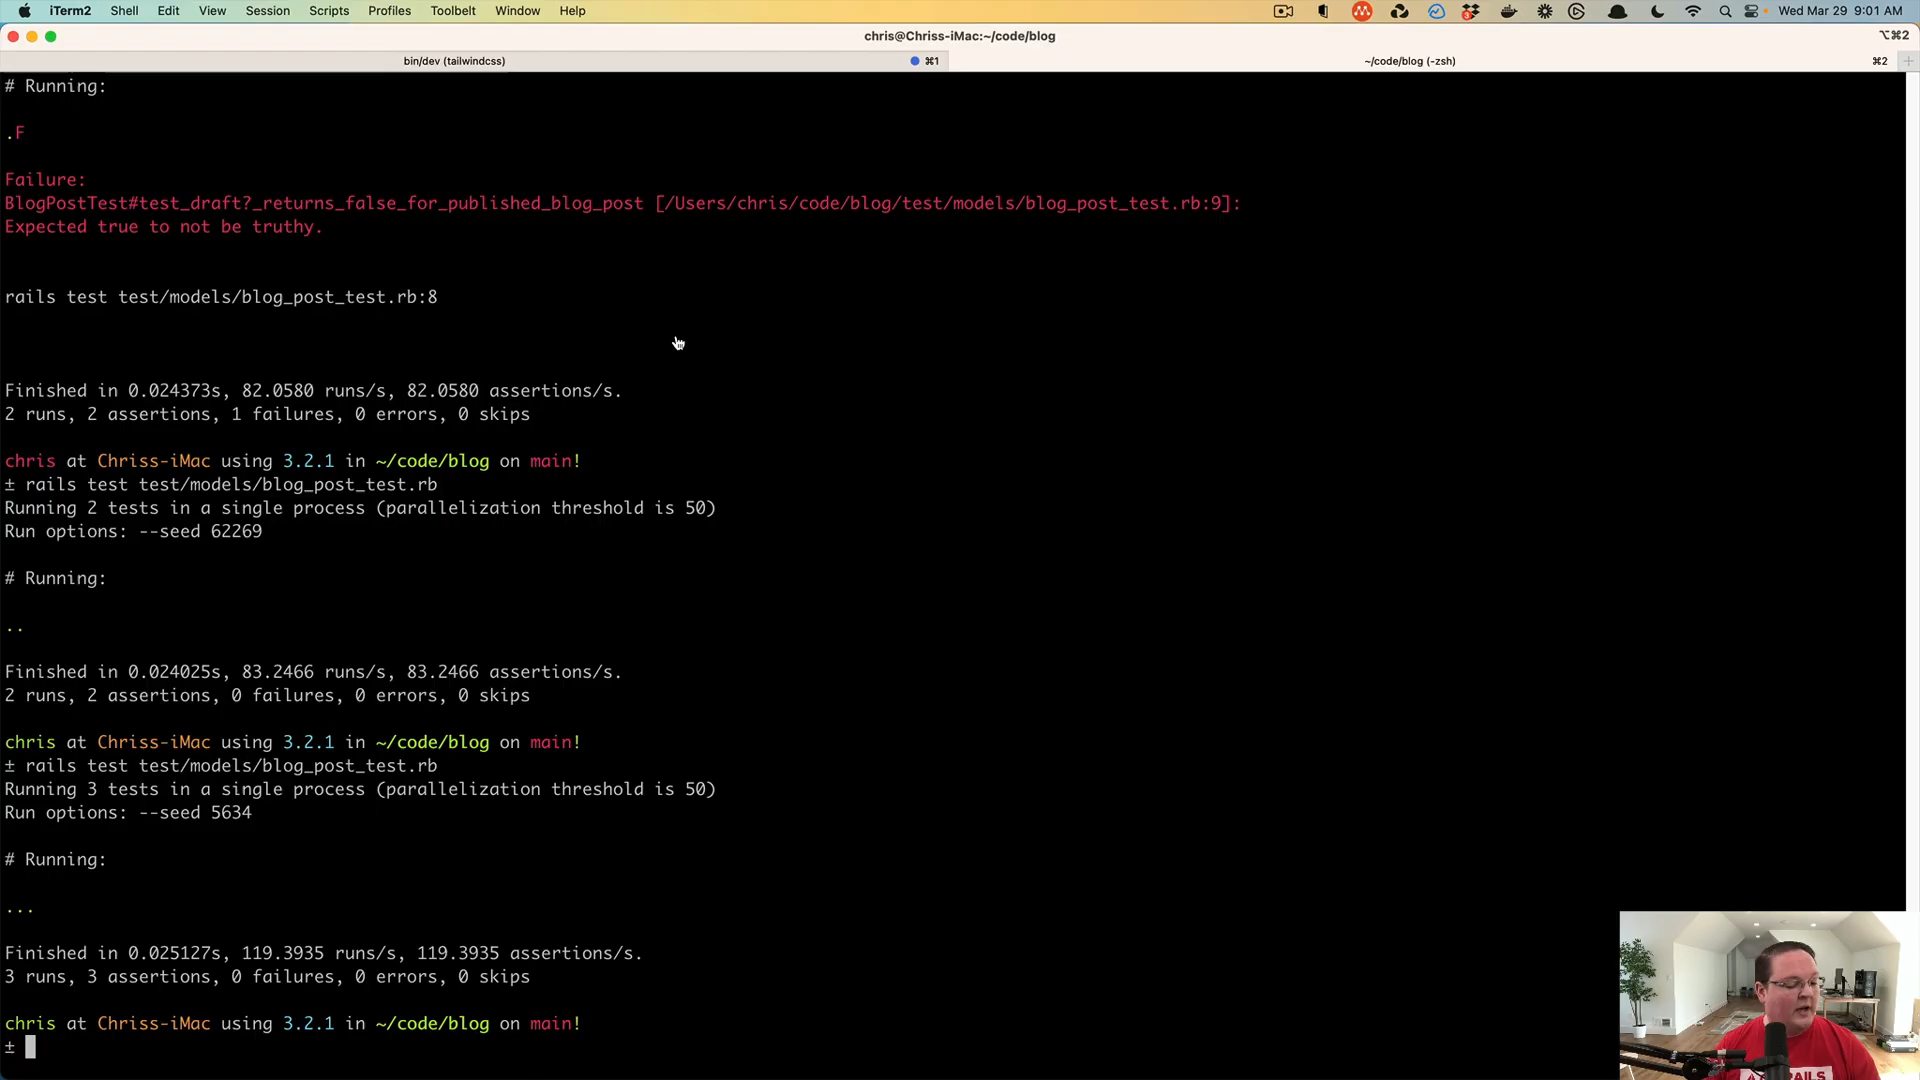 iTerm2 Shell Edit View Session Scripts Profiles Toolbelt Window Help
3
Wed Mar 29 9:01 AM
chris@Chriss-iMac:~/code/blog
⌥⌘2
bin/dev (tailwindcss)
⌘1
~/code/blog (-zsh)
⌘2
# Running:
.F
Failure:
BlogPostTest#test_draft?_returns_false_for_published_blog_post [/Users/chris/code/blog/test/models/blog_post_test.rb:9]:
Expected true to not be truthy.
rails test test/models/blog_post_test.rb:8
Finished in 0.024373s, 82.0580 runs/s, 82.0580 assertions/s.
2 runs, 2 assertions, 1 failures, 0 errors, 0 skips
chris at Chriss-iMac using 3.2.1 in ~/code/blog on main!
± rails test test/models/blog_post_test.rb
Running 2 tests in a single process (parallelization threshold is 50)
Run options: --seed 62269
# Running:
..
Finished in 0.024025s, 83.2466 runs/s, 83.2466 assertions/s.
2 runs, 2 assertions, 0 failures, 0 errors, 0 skips
chris at Chriss-iMac using 3.2.1 in ~/code/blog on main!
± rails test test/models/blog_post_test.rb
Running 3 tests in a single process (parallelization threshold is 50)
Run options: --seed 5634
# Running:
...
Finished in 0.025127s, 119.3935 runs/s, 119.3935 assertions/s.
3 runs, 3 assertions, 0 failures, 0 errors, 0 skips
chris at Chriss-iMac using 3.2.1 in ~/code/blog on main!
±
RAILS